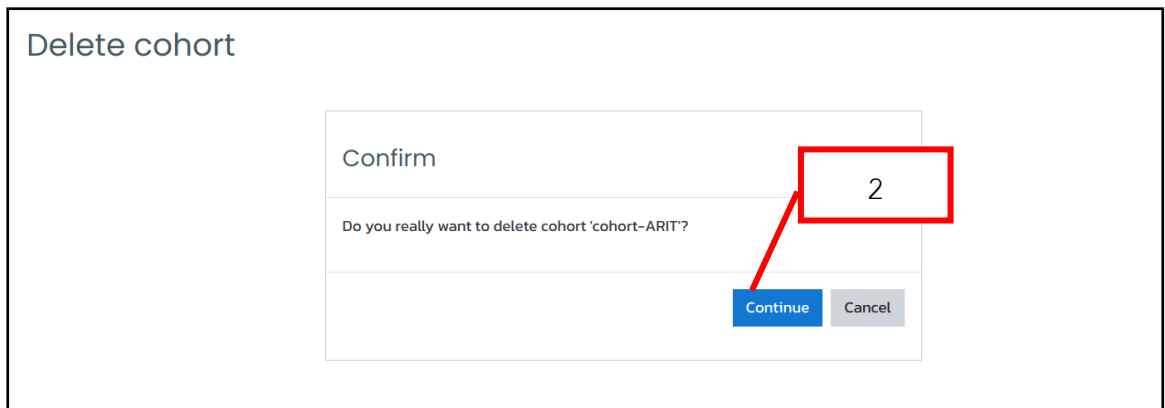 Delete cohort
Confirm
2
Do you really want to delete cohort 'cohort-ARIT'?
Continue Cancel